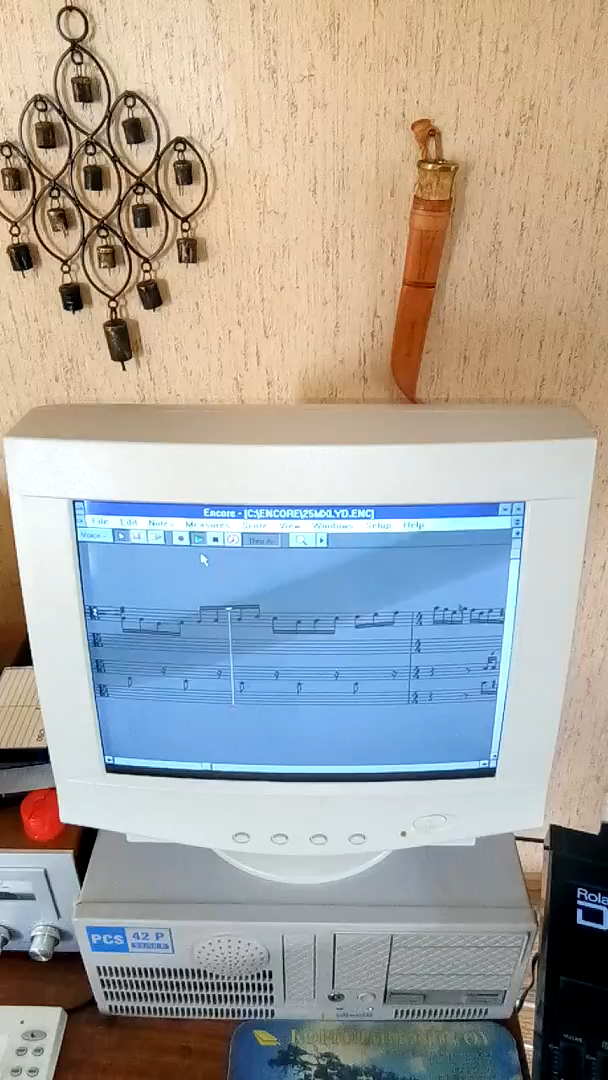 Encore - [C:\ENCORE\25MXLYD.ENC]
File Edit Notes Measures Score View Windows Setup Help
Voice -
PCS 42 P
Rola